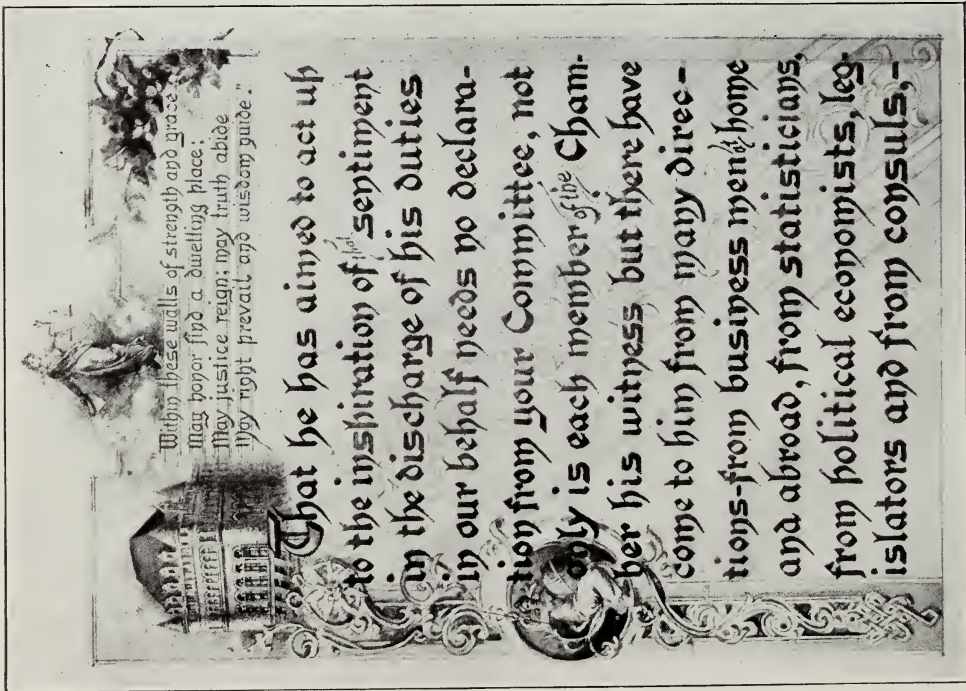 Within these walls of strength and grace
May honor find a dwelling place;
May justice reign; may truth abide
May right prevail and wisdom guide."
That he has aimed to act up
to the inspiration of that sentiment
in the discharge of his duties
in our behalf needs no declara-
tion from your Committee, not
only is each member of the Cham-
ber his witness but there have
come to him from many direc-
tions-from business men at home
and abroad, from statisticians,
from political economists, leg-
islators and from consuls,-